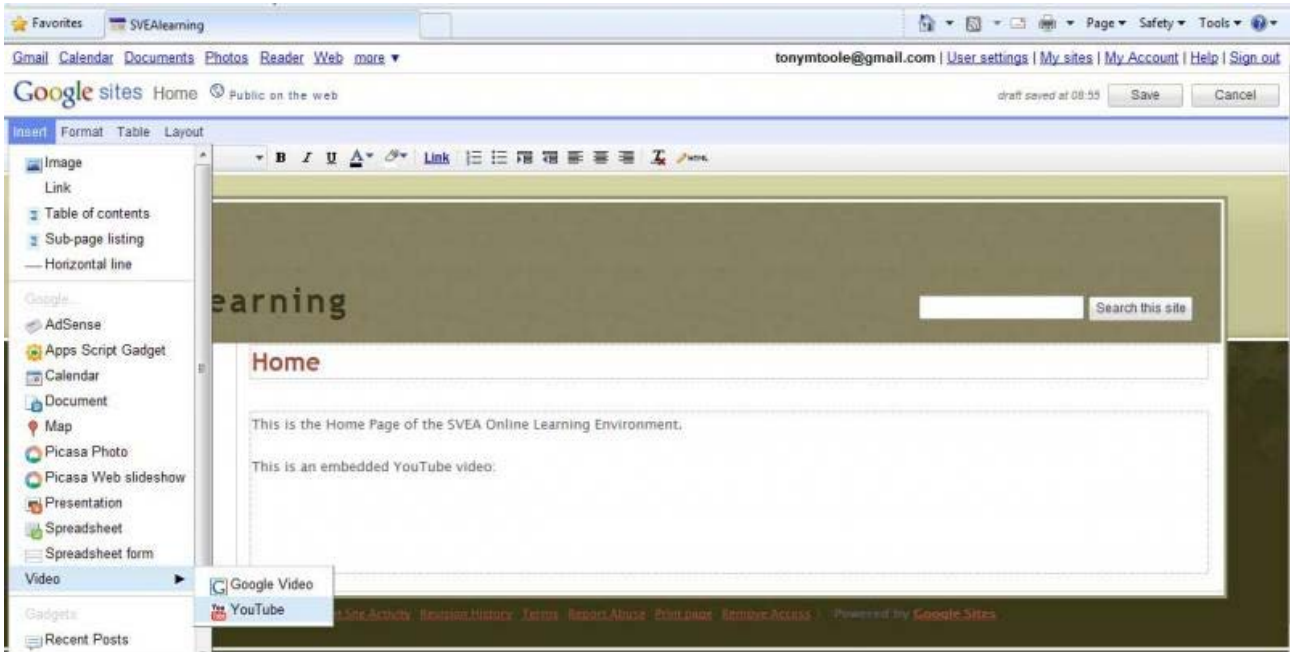 Favorites SVEAlearning Page Safety Tools
Gmail Calendar Documents Photos Reader Web more tonymtoole@gmail.com | User settings | My sites | My Account | Help | Sign out
Google sites Home Public on the web draft saved at 08:55 Save Cancel
Insert Format Table Layout
B I U A Link HTML
Image
Link
Table of contents
Sub-page listing
Horizontal line
Google
AdSense
Apps Script Gadget
Calendar
Document
Map
Picasa Photo
Picasa Web slideshow
Presentation
Spreadsheet
Spreadsheet form
Video
Google Video
YouTube
Gadgets
Recent Posts
earning
Search this site
Home
This is the Home Page of the SVEA Online Learning Environment.
This is an embedded YouTube video:
Site Activity Revision History Terms Report Abuse Print page Remove Access | Powered by Google Sites